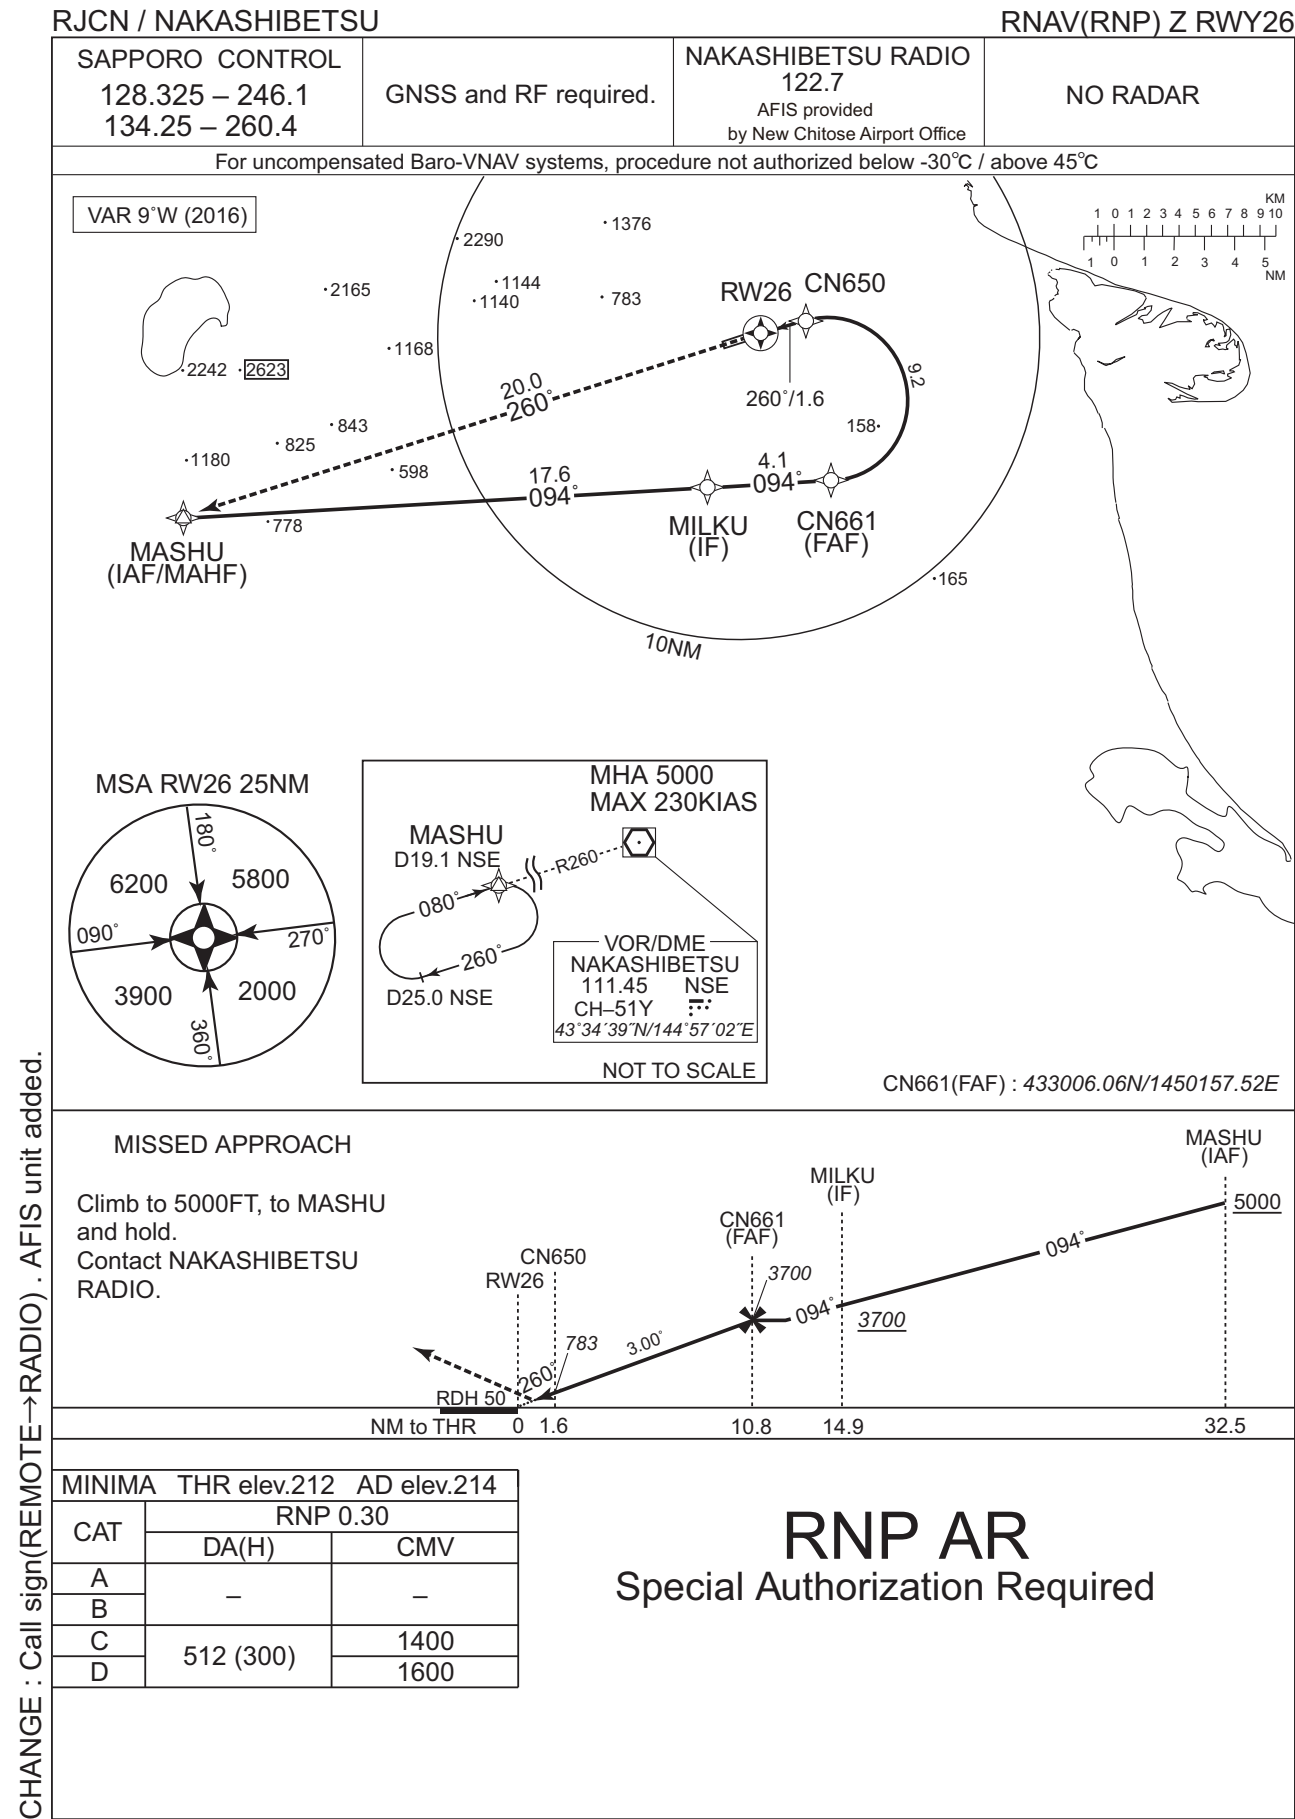 RJCN / NAKASHIBETSU
RNAV(RNP) Z RWY26
SAPPORO CONTROL
128.325 – 246.1
134.25 – 260.4
GNSS and RF required.
NAKASHIBETSU RADIO
122.7
AFIS provided
by New Chitose Airport Office
NO RADAR
For uncompensated Baro-VNAV systems, procedure not authorized below -30°C / above 45°C
VAR 9°W (2016)
KM
1 0 1 2 3 4 5 6 7 8 9 10
1 0 1 2 3 4 5
NM
1376
2290
2165
1144
1140
783
RW26
CN650
1168
2242
2623
20.0
260°
9.2
260°/1.6
843
825
158
1180
598
17.6
094°
4.1
094°
778
MASHU
(IAF/MAHF)
MILKU
(IF)
CN661
(FAF)
165
10NM
MSA RW26 25NM
180°
6200
5800
090°
270°
3900
2000
360°
MHA 5000
MAX 230KIAS
MASHU
D19.1 NSE
R260
080°
260°
D25.0 NSE
VOR/DME
NAKASHIBETSU
111.45 NSE
CH–51Y
43°34´39˝N/144°57´02˝E
NOT TO SCALE
CN661(FAF) : 433006.06N/1450157.52E
MISSED APPROACH
Climb to 5000FT, to MASHU
and hold.
Contact NAKASHIBETSU
RADIO.
MASHU
(IAF)
5000
MILKU
(IF)
CN661
(FAF)
3700
094°
094°
3700
CN650
RW26
783
3.00°
260°
RDH 50
NM to THR 0 1.6 10.8 14.9 32.5
MINIMA THR elev.212 AD elev.214
CAT
RNP 0.30
DA(H) CMV
A
B
– –
C
D
512 (300)
1400
1600
RNP AR
Special Authorization Required
CHANGE : Call sign(REMOTE→RADIO) . AFIS unit added.